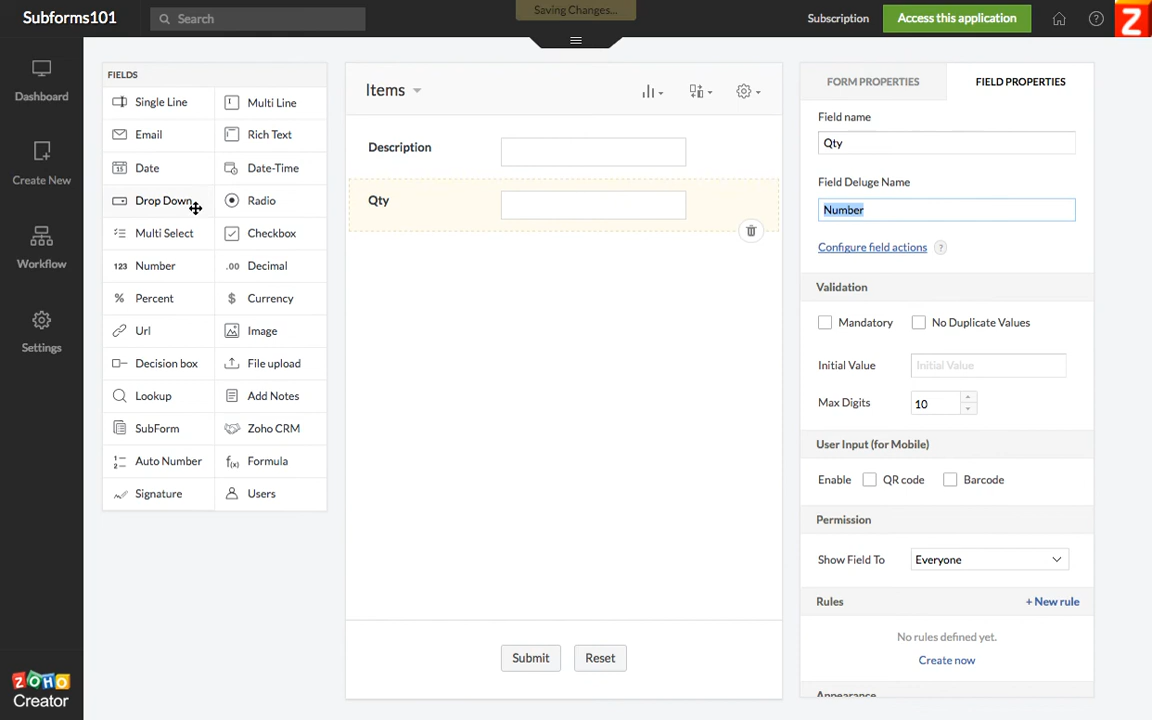 Subforms101
Search
Saving Changes...
Subscription
Access this application
?
Z
Dashboard
Create New
Workflow
Settings
ZOHO
Creator
FIELDS
Single Line
Multi Line
Email
Rich Text
Date
Date-Time
Drop Down
Radio
Multi Select
Checkbox
123 Number
.00 Decimal
% Percent
$ Currency
Url
Image
Decision box
File upload
Lookup
Add Notes
SubForm
Zoho CRM
Auto Number
f(x) Formula
Signature
Users
Items
Description
Qty
Submit
Reset
FORM PROPERTIES
FIELD PROPERTIES
Field name
Qty
Field Deluge Name
Number
Configure field actions ?
Validation
Mandatory
No Duplicate Values
Initial Value
Initial Value
Max Digits
10
User Input (for Mobile)
Enable
QR code
Barcode
Permission
Show Field To
Everyone
Rules
+ New rule
No rules defined yet.
Create now
Appearance